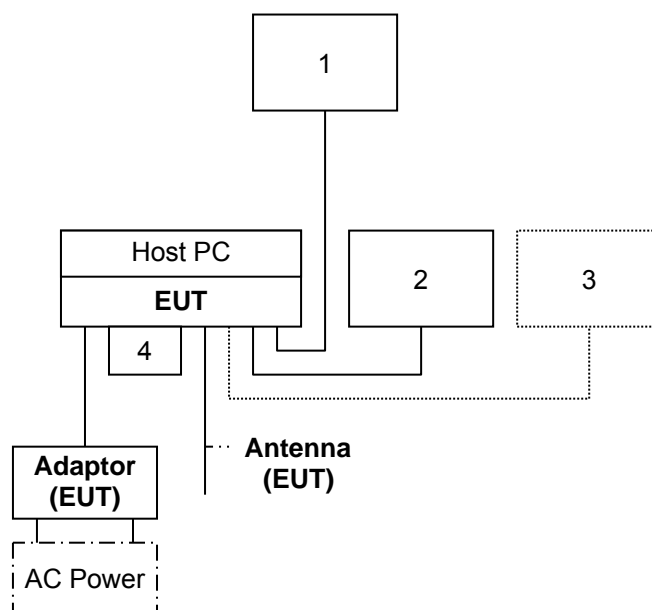 1
Host PC
EUT
2
3
4
Adaptor
(EUT)
Antenna
(EUT)
AC Power